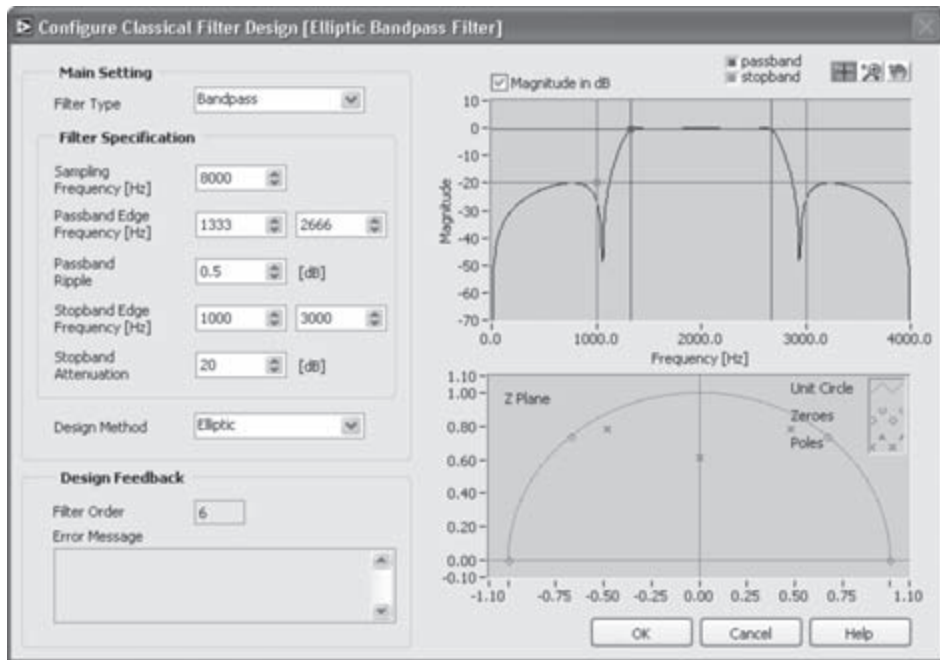 Configure Classical Filter Design [Elliptic Bandpass Filter]
Main Setting
Filter Type
Bandpass
Filter Specification
Sampling
Frequency [Hz]
8000
Passband Edge
Frequency [Hz]
1333
2666
Passband
Ripple
0.5
[dB]
Stopband Edge
Frequency [Hz]
1000
3000
Stopband
Attenuation
20
[dB]
Design Method
Elliptic
Design Feedback
Filter Order
6
Error Message
Magnitude in dB
passband
stopband
10
0
-10
-20
-30
-40
-50
-60
-70
Magnitude
0.0
1000.0
2000.0
3000.0
4000.0
Frequency [Hz]
1.10
1.00
0.80
0.60
0.40
0.20
0.00
-0.10
Z Plane
Unit Circle
Zeroes
Poles
-1.10
-0.75
-0.50
-0.25
0.00
0.25
0.50
0.75
1.10
OK
Cancel
Help